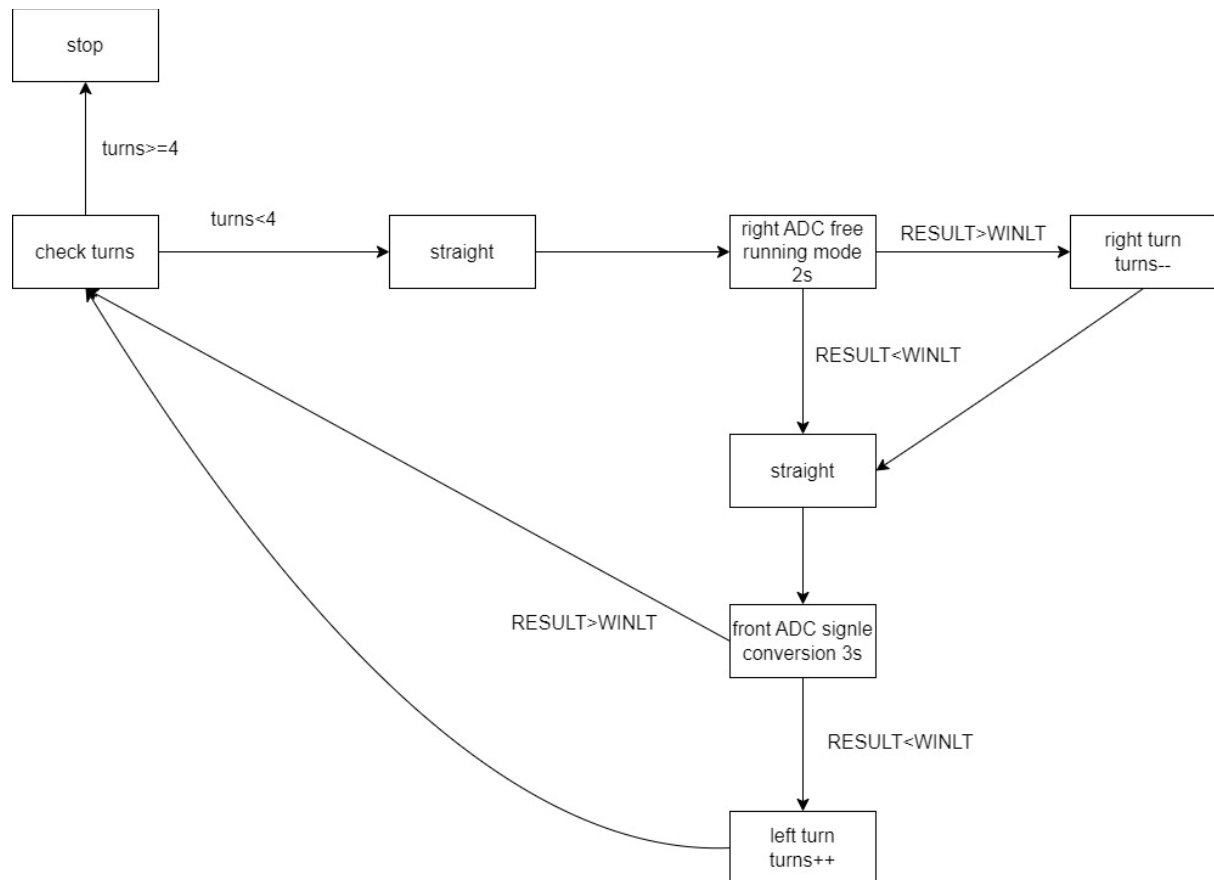 stop
turns>=4
check turns
turns<4
straight
right ADC free
running mode
2s
RESULT>WINLT
right turn
turns--
RESULT<WINLT
straight
RESULT>WINLT
front ADC signle
conversion 3s
RESULT<WINLT
left turn
turns++